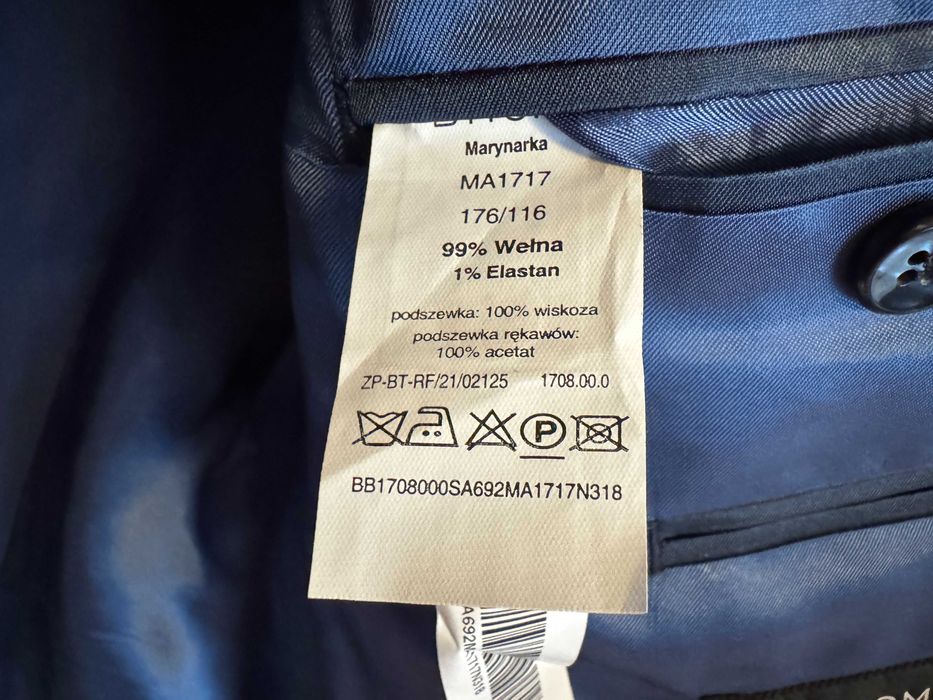 Marynarka
MA1717
176/116
99% Wełna
1% Elastan
podszewka: 100% wiskoza
podszewka rękawów:
100% acetat
ZP-BT-RF/21/02125 1708.00.0
P
BB1708000SA692MA1717N318